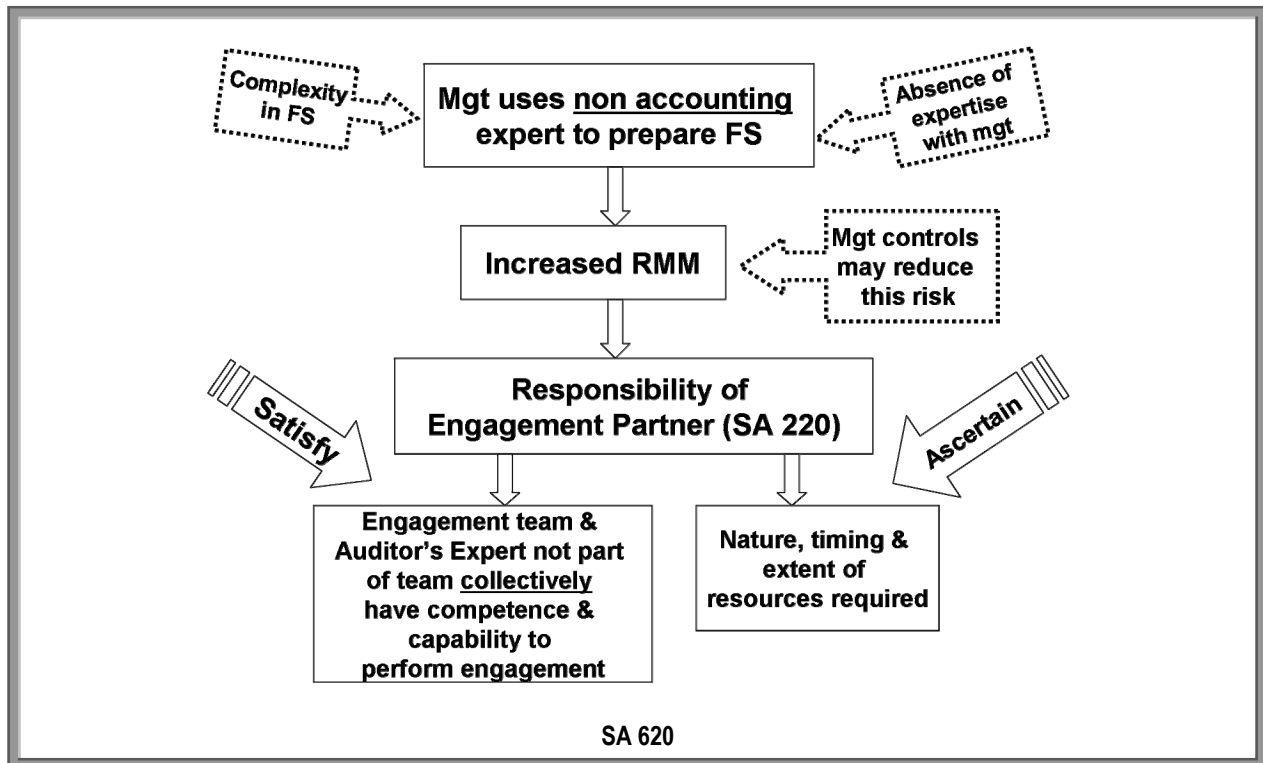 Complexity
in FS
Mgt uses non accounting
expert to prepare FS
Absence of
expertise
with mgt
Increased RMM
Mgt controls
may reduce
this risk
Responsibility of
Engagement Partner (SA 220)
Satisfy
Ascertain
Engagement team &
Auditor's Expert not part
of team collectively
have competence &
capability to
perform engagement
Nature, timing &
extent of
resources required
SA 620